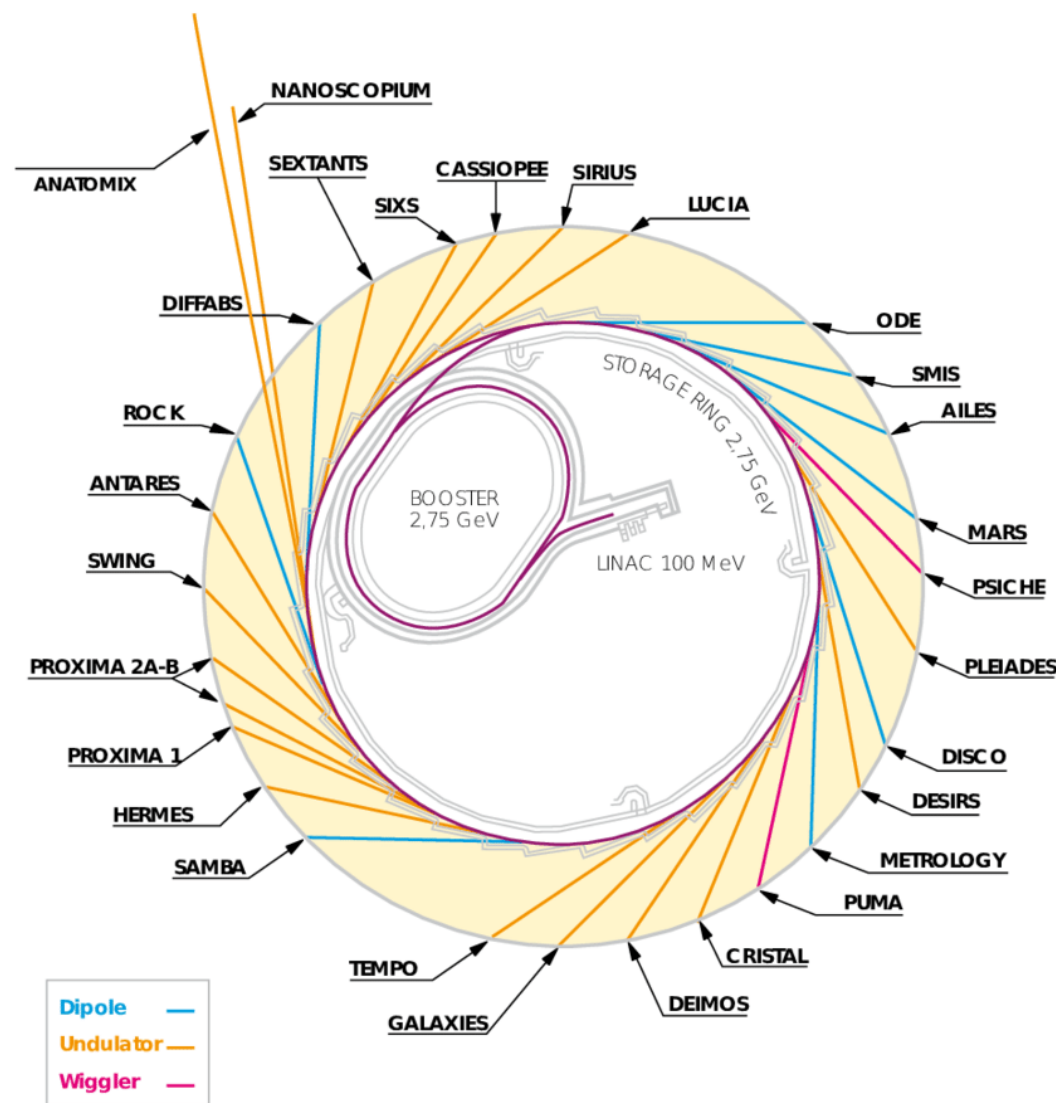 NANOSCOPIUM
ANATOMIX
SEXTANTS
CASSIOPEE
SIRIUS
SIXS
LUCIA
DIFFABS
ODE
SMIS
ROCK
AILES
STORAGE RING 2,75 GeV
ANTARES
BOOSTER
2,75 GeV
MARS
SWING
LINAC 100 MeV
PSICHE
PROXIMA 2A-B
PLEIADES
PROXIMA 1
DISCO
HERMES
DESIRS
SAMBA
METROLOGY
PUMA
CRISTAL
TEMPO
DEIMOS
GALAXIES
Dipole
Undulator
Wiggler